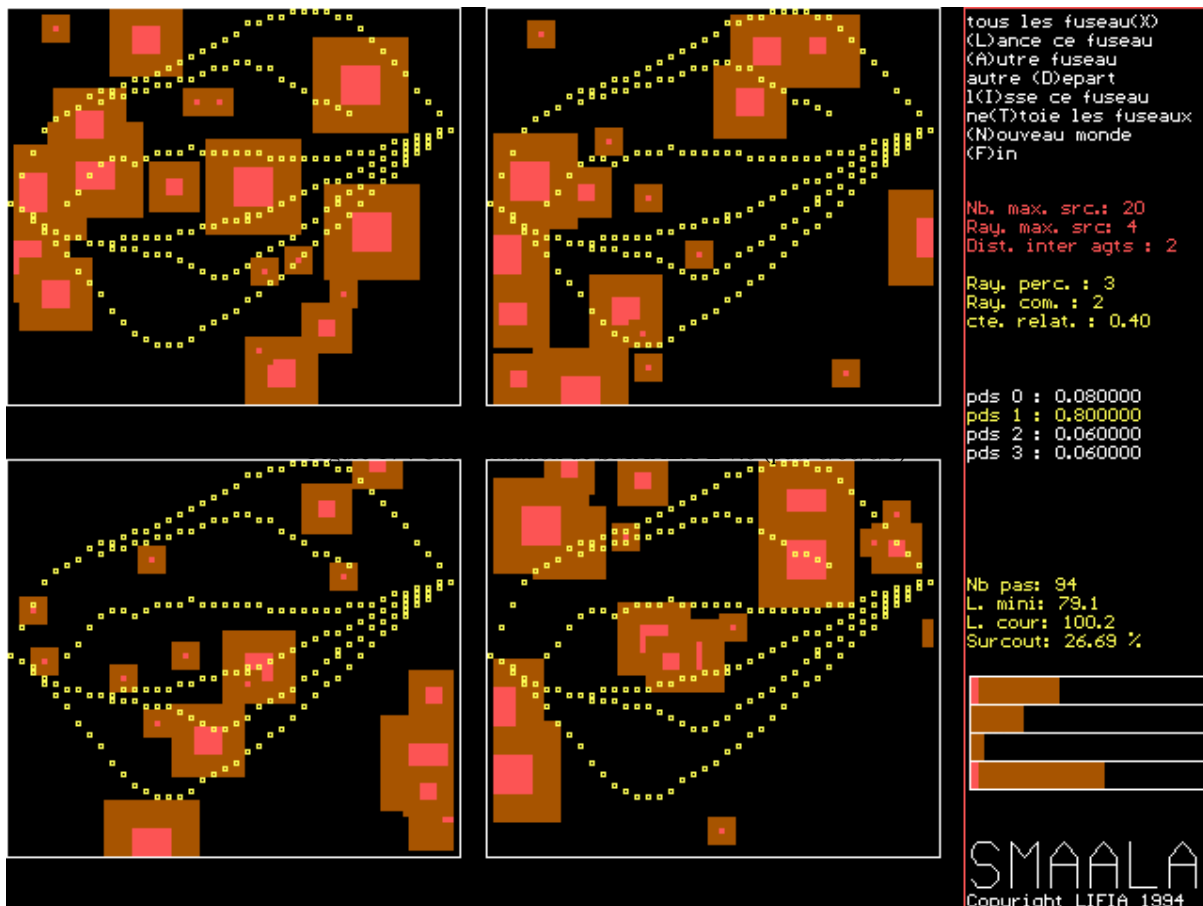 tous les fuseau(X)
(L)ance ce fuseau
(A)utre fuseau
autre (D)epart
l(I)sse ce fuseau
ne(T)toie les fuseaux
(N)ouveau monde
(F)in
Nb. max. src.: 20
Ray. max. src: 4
Dist. inter agts : 2
Ray. perc. : 3
Ray. com. : 2
cte. relat. : 0.40
pds 0 : 0.080000
pds 1 : 0.800000
pds 2 : 0.060000
pds 3 : 0.060000
Nb pas: 94
L. mini: 79.1
L. cour: 100.2
Surcout: 26.69 %
SMAALA
Copyright LIFIA 1994